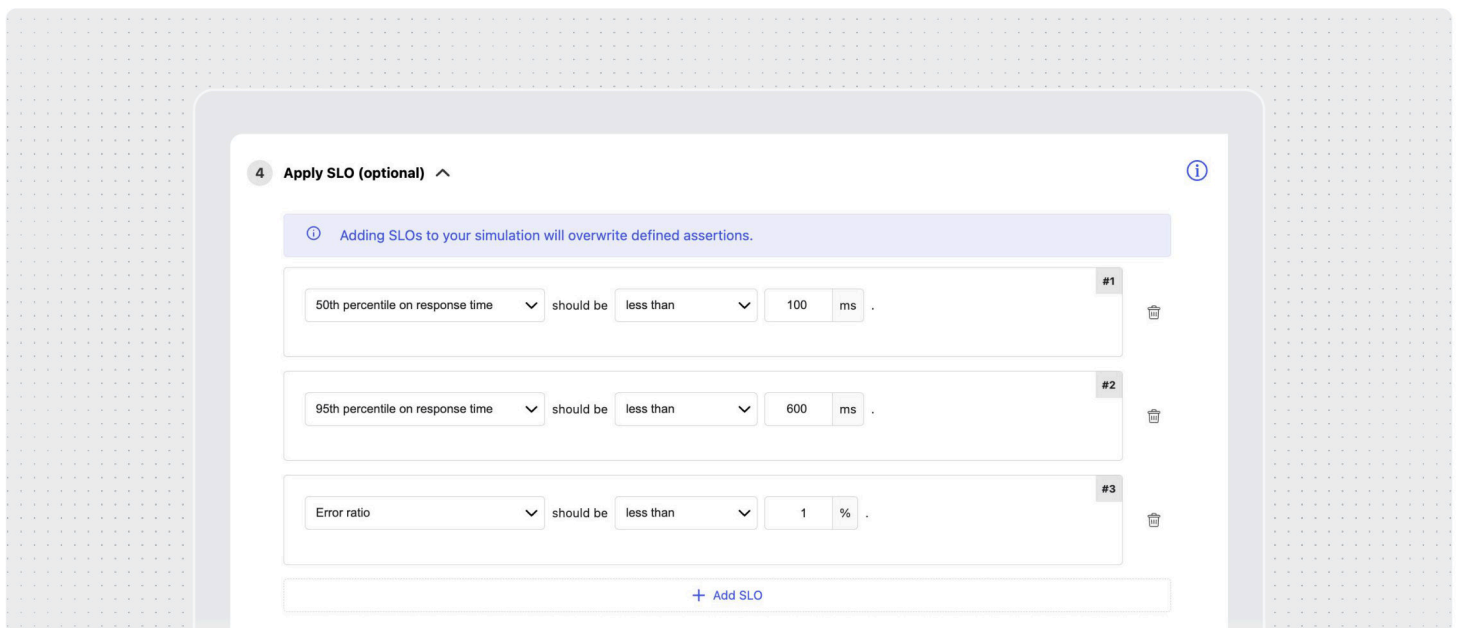 4 Apply SLO (optional)
Adding SLOs to your simulation will overwrite defined assertions.
#1
50th percentile on response time should be less than 100 ms .
#2
95th percentile on response time should be less than 600 ms .
#3
Error ratio should be less than 1 % .
+ Add SLO